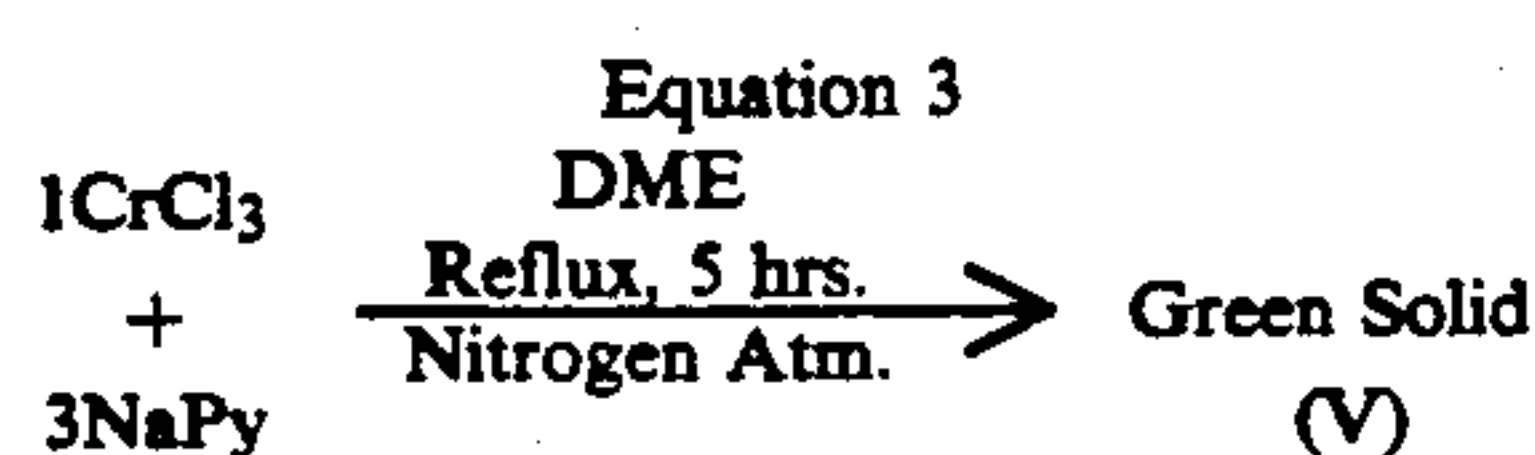 Equation 3
DME
1CrCl3
Reflux, 5 hrs.
+
Nitrogen Atm.
Green Solid
3NaPy
(V)